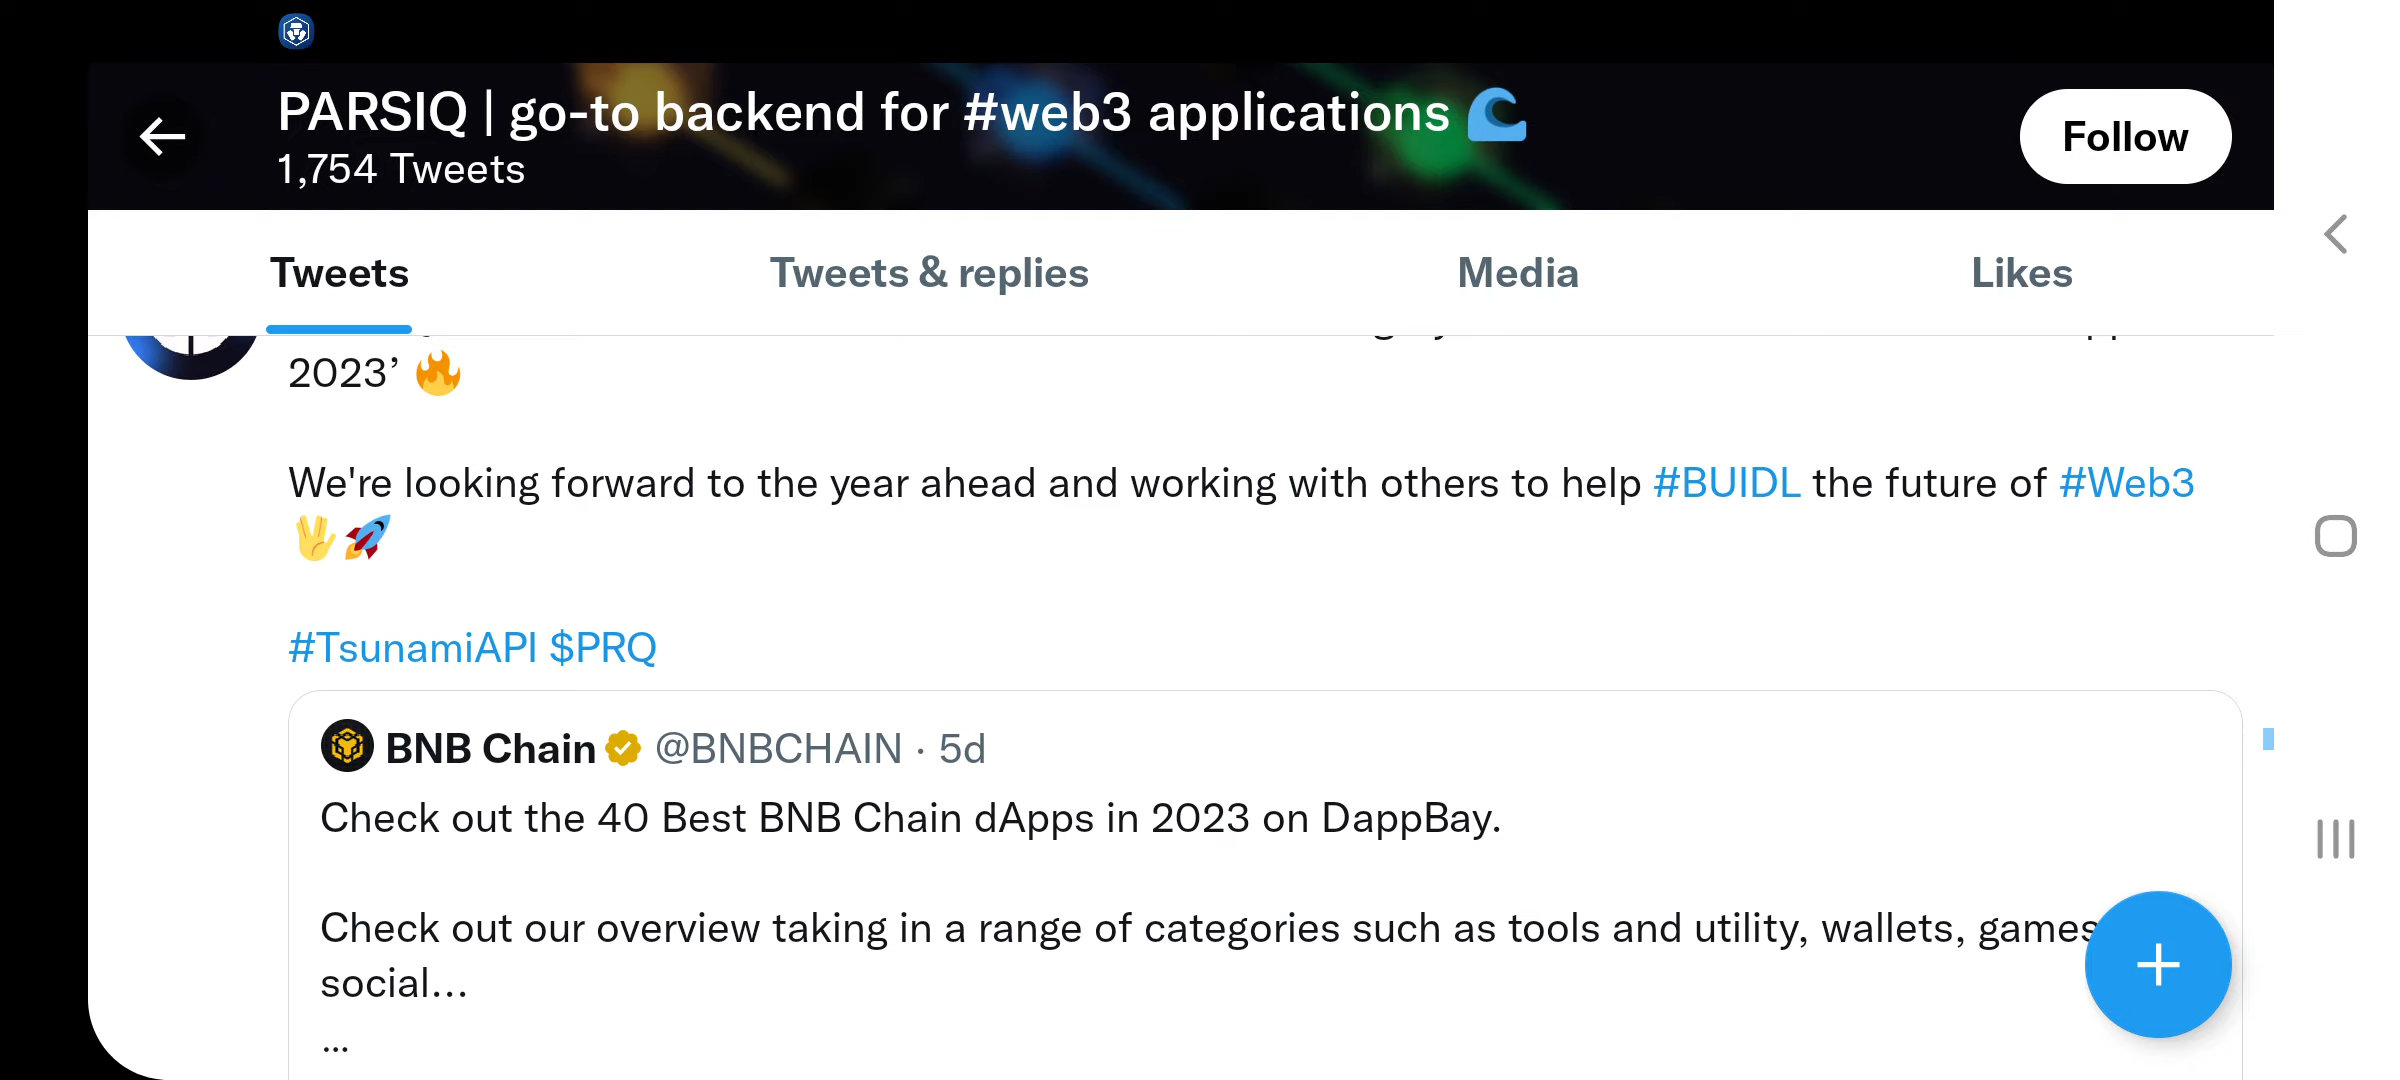 PARSIQ | go-to backend for #web3 applications 🌊
1,754 Tweets
Follow
Tweets
Tweets & replies
Media
Likes
2023’ 🔥
We're looking forward to the year ahead and working with others to help #BUIDL the future of #Web3
🖖🚀
#TsunamiAPI $PRQ
BNB Chain @BNBCHAIN · 5d
Check out the 40 Best BNB Chain dApps in 2023 on DappBay.
Check out our overview taking in a range of categories such as tools and utility, wallets, games
social...
...